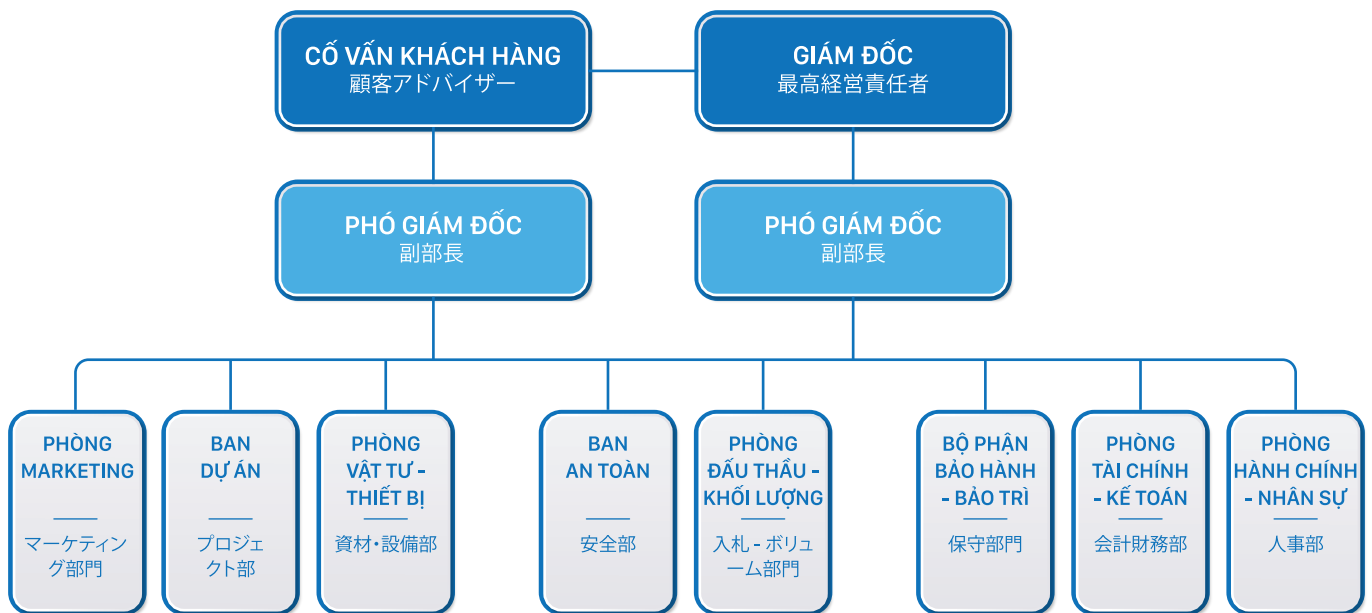 CỐ VẤN KHÁCH HÀNG
顧客アドバイザー
GIÁM ĐỐC
最高経営責任者
PHÓ GIÁM ĐỐC
副部長
PHÓ GIÁM ĐỐC
副部長
PHÒNG
MARKETING
マーケティン
グ部門
BAN
DỰ ÁN
プロジェ
クト部
PHÒNG
VẬT TƯ -
THIẾT BỊ
資材・設備部
BAN
AN TOÀN
安全部
PHÒNG
ĐẤU THẦU -
KHỐI LƯỢNG
入札 - ボリュ
ーム部門
BỘ PHẬN
BẢO HÀNH
- BẢO TRÌ
保守部門
PHÒNG
TÀI CHÍNH
- KẾ TOÁN
会計財務部
PHÒNG
HÀNH CHÍNH
- NHÂN SỰ
人事部